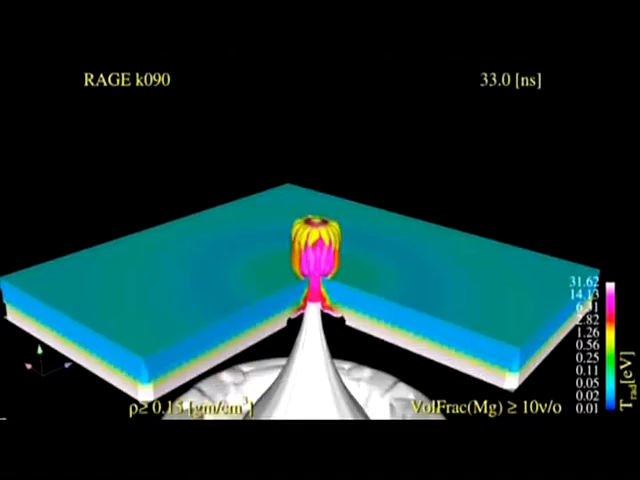 RAGE k090
33.0 [ns]
31.62
14.13
6.31
2.82
1.26
0.56
0.25
0.11
0.05
0.02
0.01
Trad[eV]
ρ≥ 0.15 [gm/cm³]
VolFrac(Mg) ≥ 10v/o